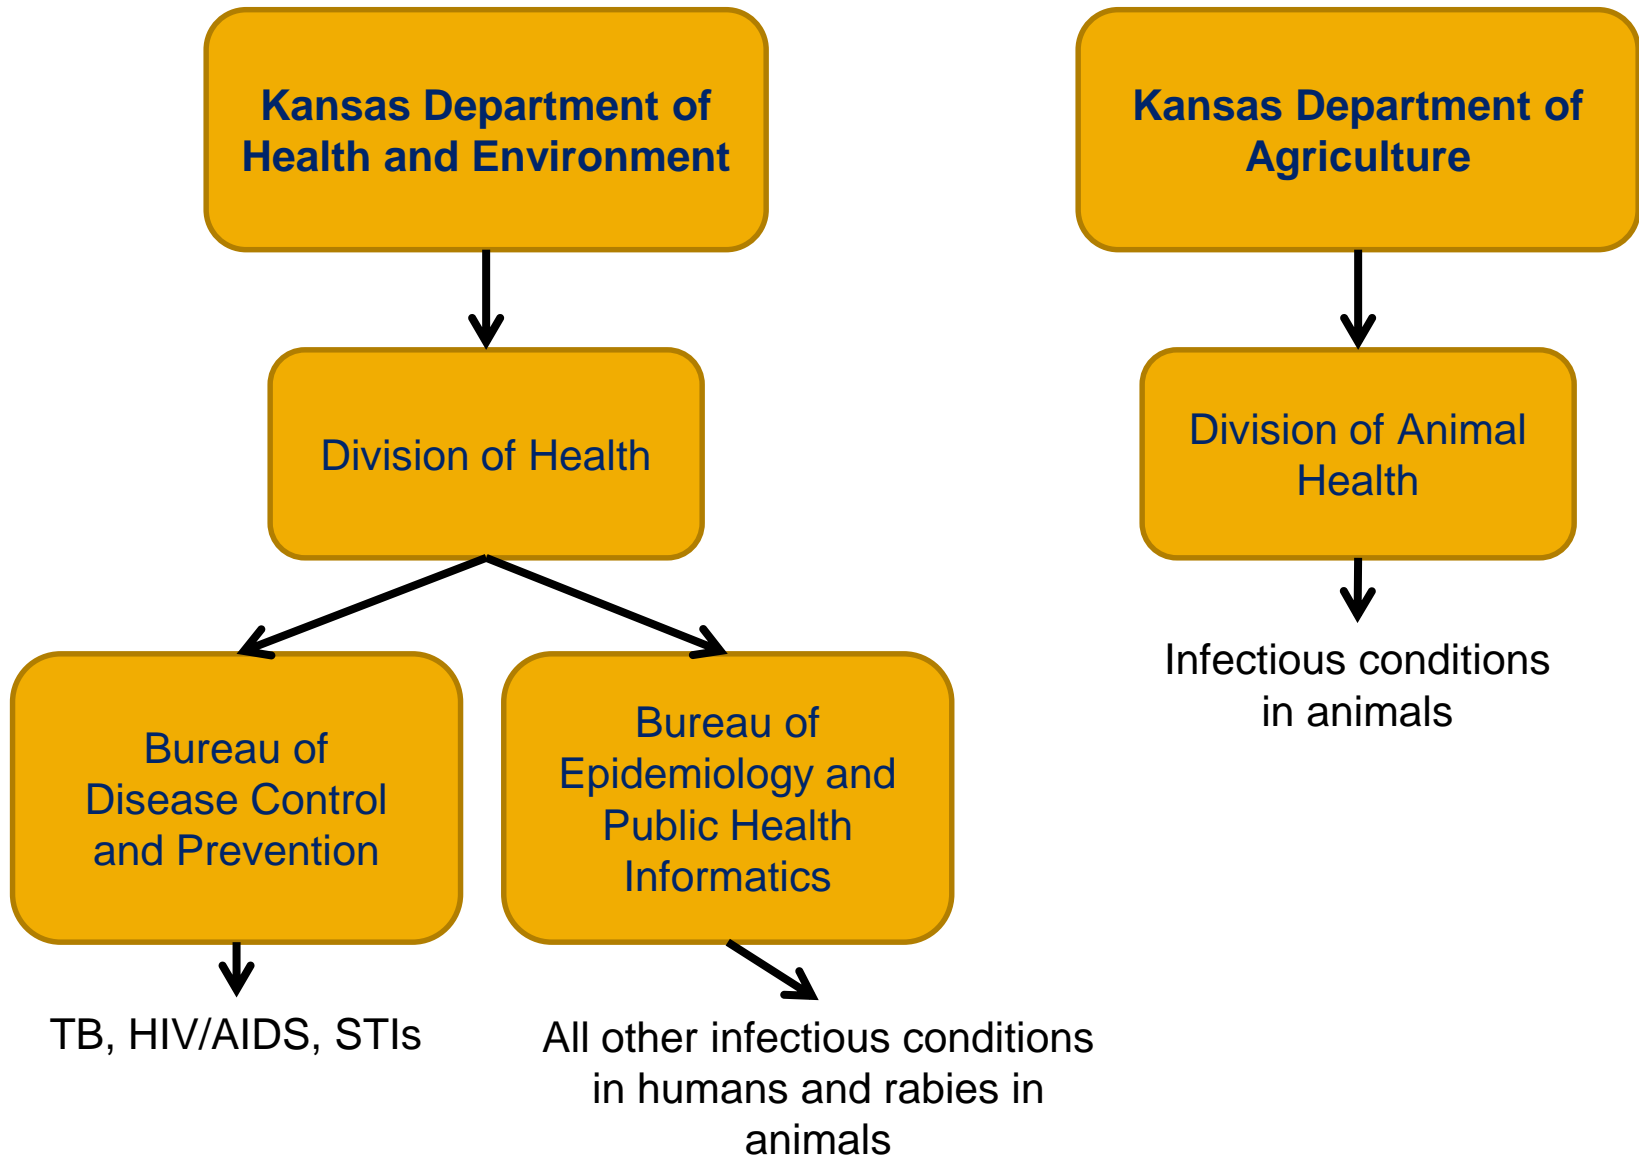 Kansas Department of
Health and Environment
Kansas Department of
Agriculture
Division of Health
Division of Animal
Health
Bureau of
Disease Control
and Prevention
Bureau of
Epidemiology and
Public Health
Informatics
Infectious conditions
in animals
TB, HIV/AIDS, STIs
All other infectious conditions
in humans and rabies in
animals